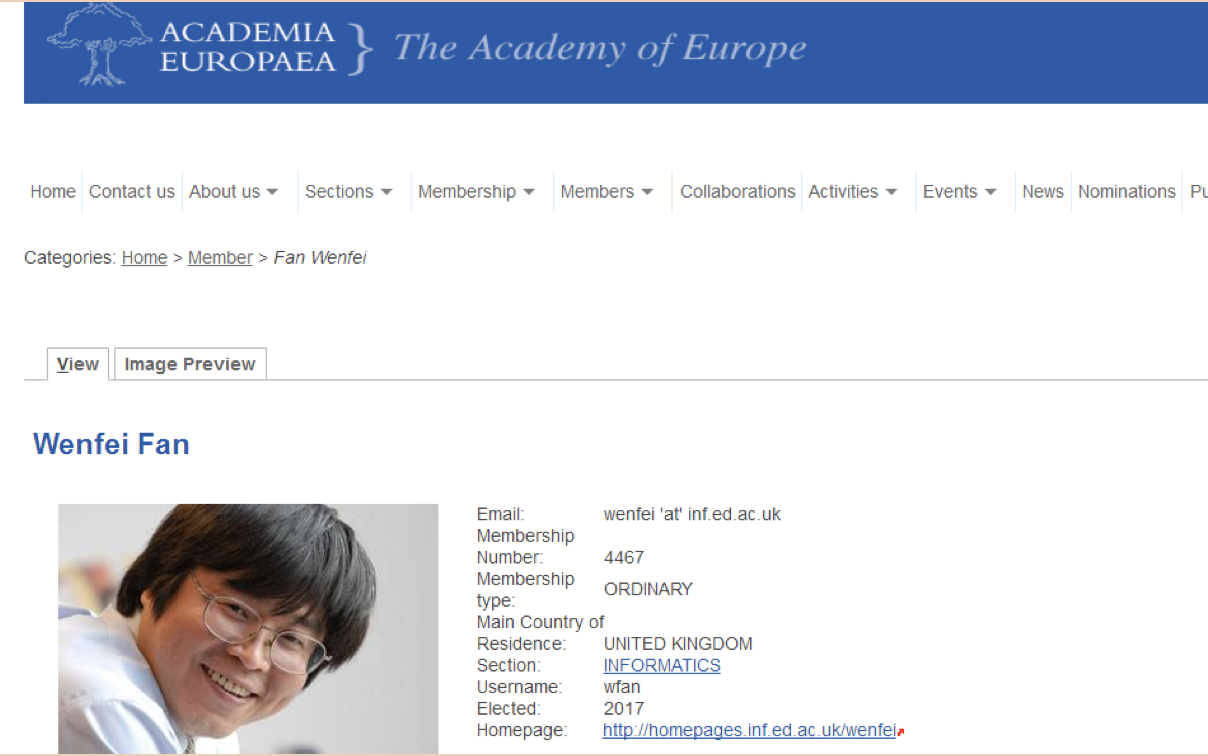 ACADEMIA
EUROPAEA } The Academy of Europe
Home Contact us About us Sections Membership Members Collaborations Activities Events News Nominations Pu
Categories: Home > Member > Fan Wenfei
View Image Preview
Wenfei Fan
Email: wenfei 'at' inf.ed.ac.uk
Membership
Number: 4467
Membership
type: ORDINARY
Main Country of
Residence: UNITED KINGDOM
Section: INFORMATICS
Username: wfan
Elected: 2017
Homepage: http://homepages.inf.ed.ac.uk/wenfei